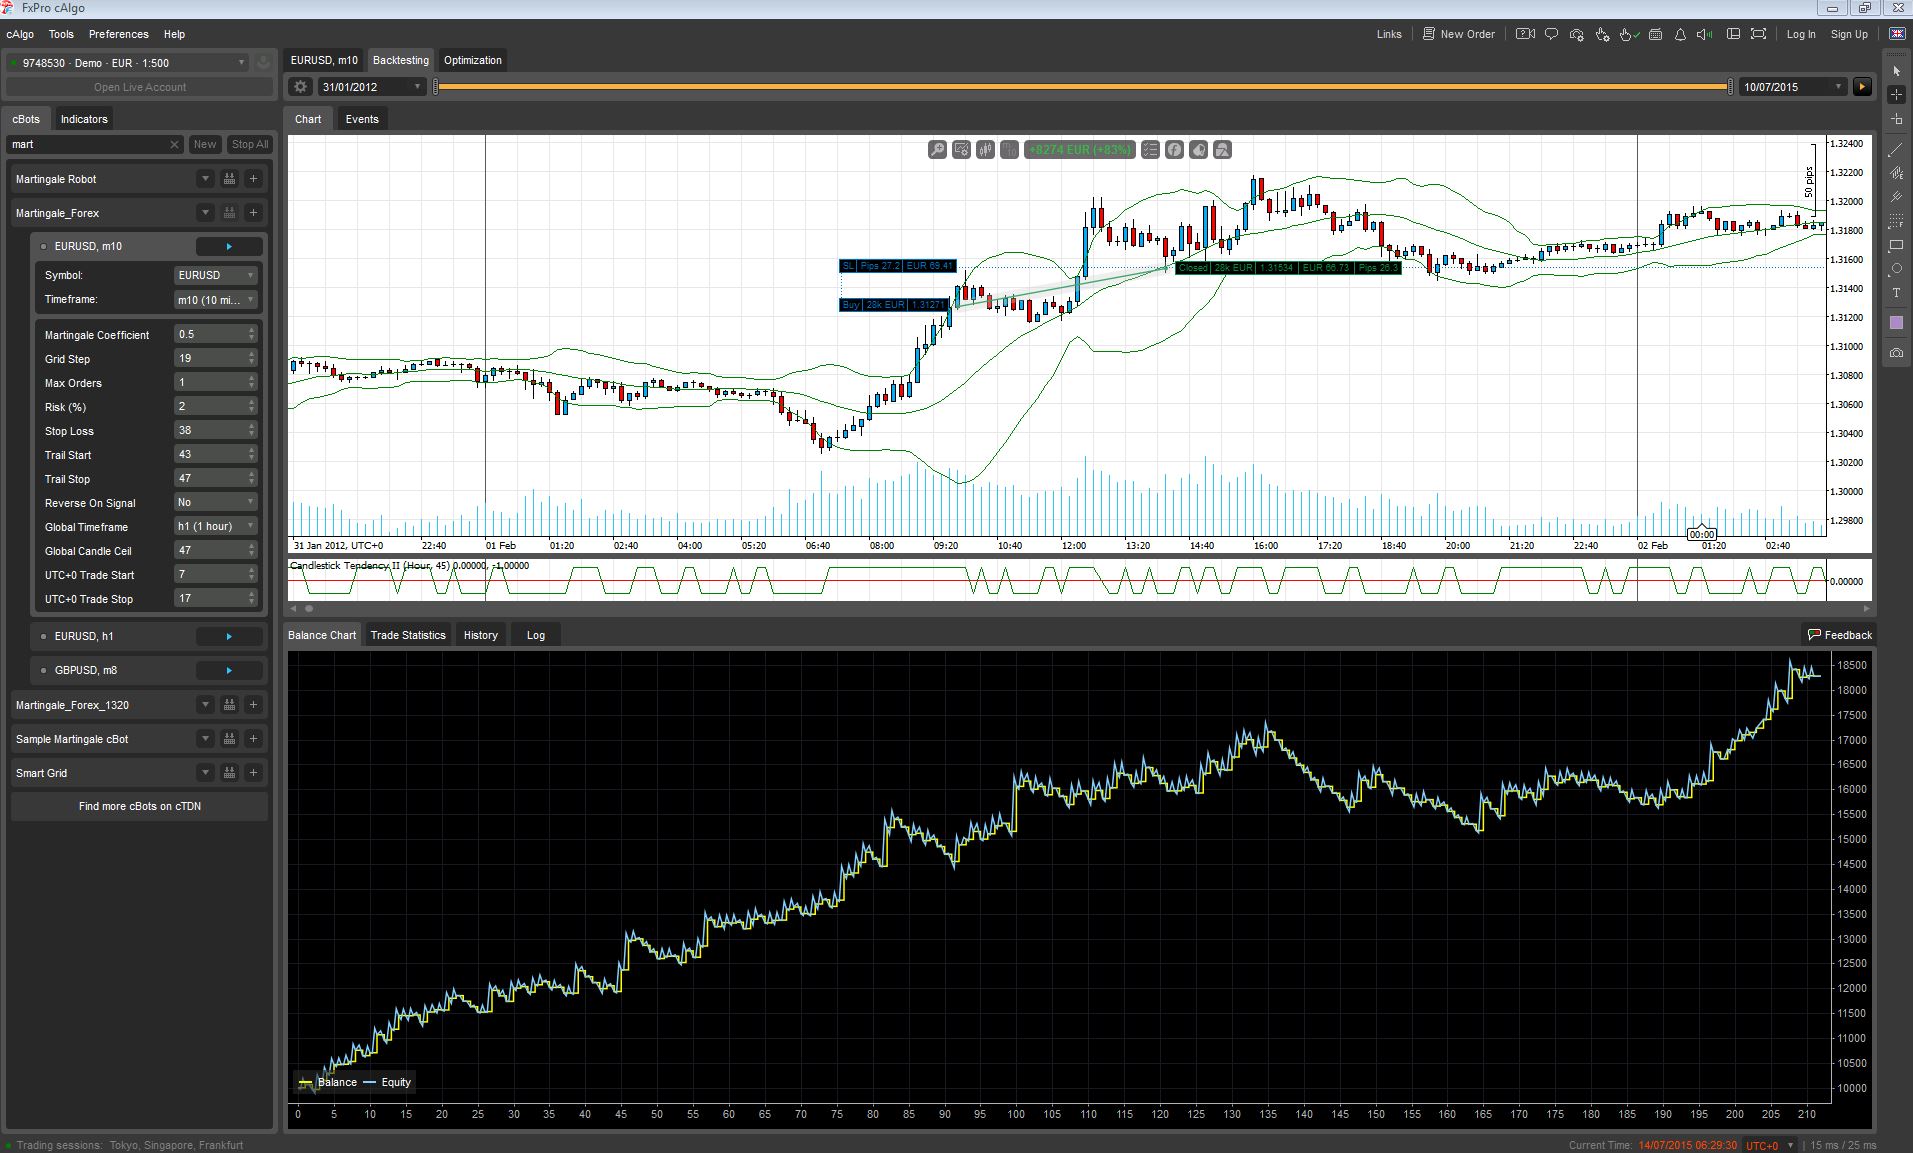 FxPro cAlgo
cAlgo Tools Preferences Help
Links New Order Log In Sign Up
9748530 · Demo · EUR · 1:500
Open Live Account
EURUSD, m10 Backtesting Optimization
31/01/2012 10/07/2015
cBots Indicators
mart New Stop All
Martingale Robot
Martingale_Forex
EURUSD, m10
Symbol: EURUSD
Timeframe: m10 (10 mi...
Martingale Coefficient 0.5
Grid Step 19
Max Orders 1
Risk (%) 2
Stop Loss 38
Trail Start 43
Trail Stop 47
Reverse On Signal No
Global Timeframe h1 (1 hour)
Global Candle Ceil 47
UTC+0 Trade Start 7
UTC+0 Trade Stop 17
EURUSD, h1
GBPUSD, m8
Martingale_Forex_1320
Sample Martingale cBot
Smart Grid
Find more cBots on cTDN
Chart Events
m10 +8274 EUR (+83%)
50 pips
SL Pips 27.2 EUR 69.41
Buy 28k EUR 1.31271
Closed 28k EUR 1.31534 EUR 66.73 Pips 26.3
1.32400
1.32200
1.32000
1.31800
1.31600
1.31400
1.31200
1.31000
1.30800
1.30600
1.30400
1.30200
1.30000
1.29800
00:00
31 Jan 2012, UTC+0 22:40 01 Feb 01:20 02:40 04:00 05:20 06:40 08:00 09:20 10:40 12:00 13:20 14:40 16:00 17:20 18:40 20:00 21:20 22:40 02 Feb 01:20 02:40
Candlestick Tendency II (Hour, 45) 0.00000, -1.00000
0.00000
Balance Chart Trade Statistics History Log Feedback
18500
18000
17500
17000
16500
16000
15500
15000
14500
14000
13500
13000
12500
12000
11500
11000
10500
10000
Balance Equity
0 5 10 15 20 25 30 35 40 45 50 55 60 65 70 75 80 85 90 95 100 105 110 115 120 125 130 135 140 145 150 155 160 165 170 175 180 185 190 195 200 205 210
Trading sessions: Tokyo, Singapore, Frankfurt
Current Time: 14/07/2015 06:29:30 UTC+0 15 ms / 25 ms